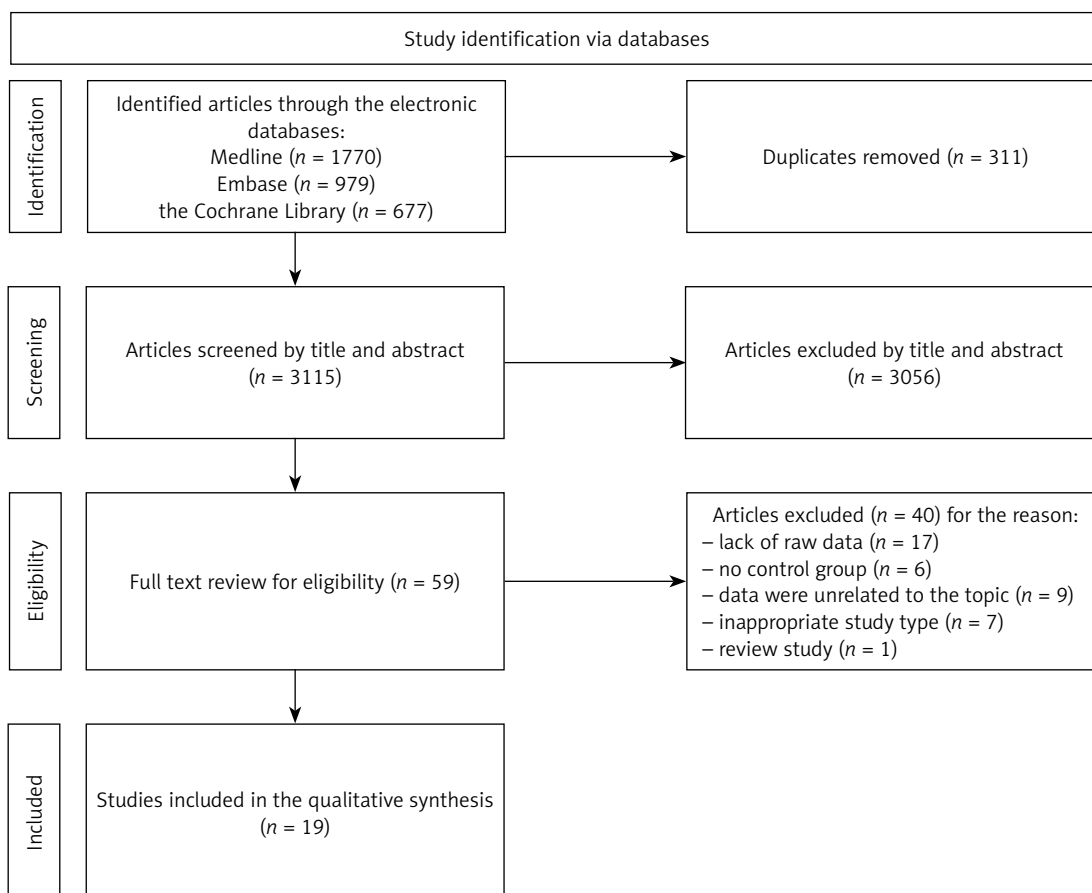 Study identification via databases
Identification
Identified articles through the electronic
databases:
Medline (n = 1770)
Embase (n = 979)
the Cochrane Library (n = 677)
Duplicates removed (n = 311)
Screening
Articles screened by title and abstract
(n = 3115)
Articles excluded by title and abstract
(n = 3056)
Eligibility
Full text review for eligibility (n = 59)
Articles excluded (n = 40) for the reason:
– lack of raw data (n = 17)
– no control group (n = 6)
– data were unrelated to the topic (n = 9)
– inappropriate study type (n = 7)
– review study (n = 1)
Included
Studies included in the qualitative synthesis
(n = 19)